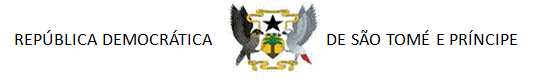 REPÚBLICA DEMOCRÁTICA DE SÃO TOMÉ E PRÍNCIPE